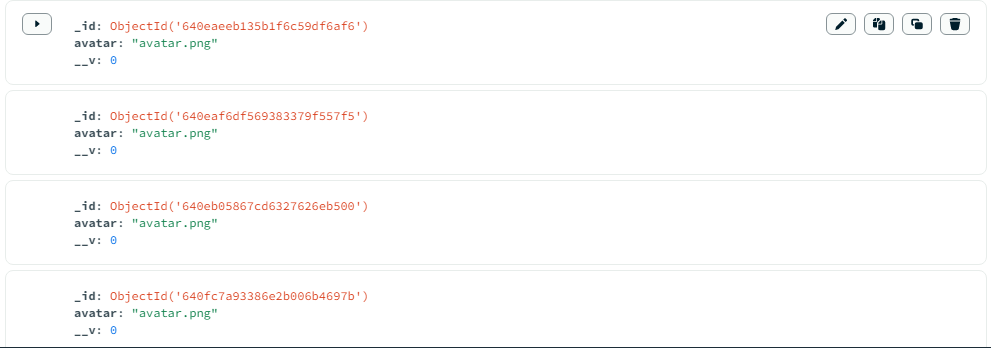 _id: ObjectId('640eaeeb135b1f6c59df6af6')
avatar: "avatar.png"
__v: 0
_id: ObjectId('640eaf6df569383379f557f5')
avatar: "avatar.png"
__v: 0
_id: ObjectId('640eb05867cd6327626eb500')
avatar: "avatar.png"
__v: 0
_id: ObjectId('640fc7a93386e2b006b4697b')
avatar: "avatar.png"
__v: 0